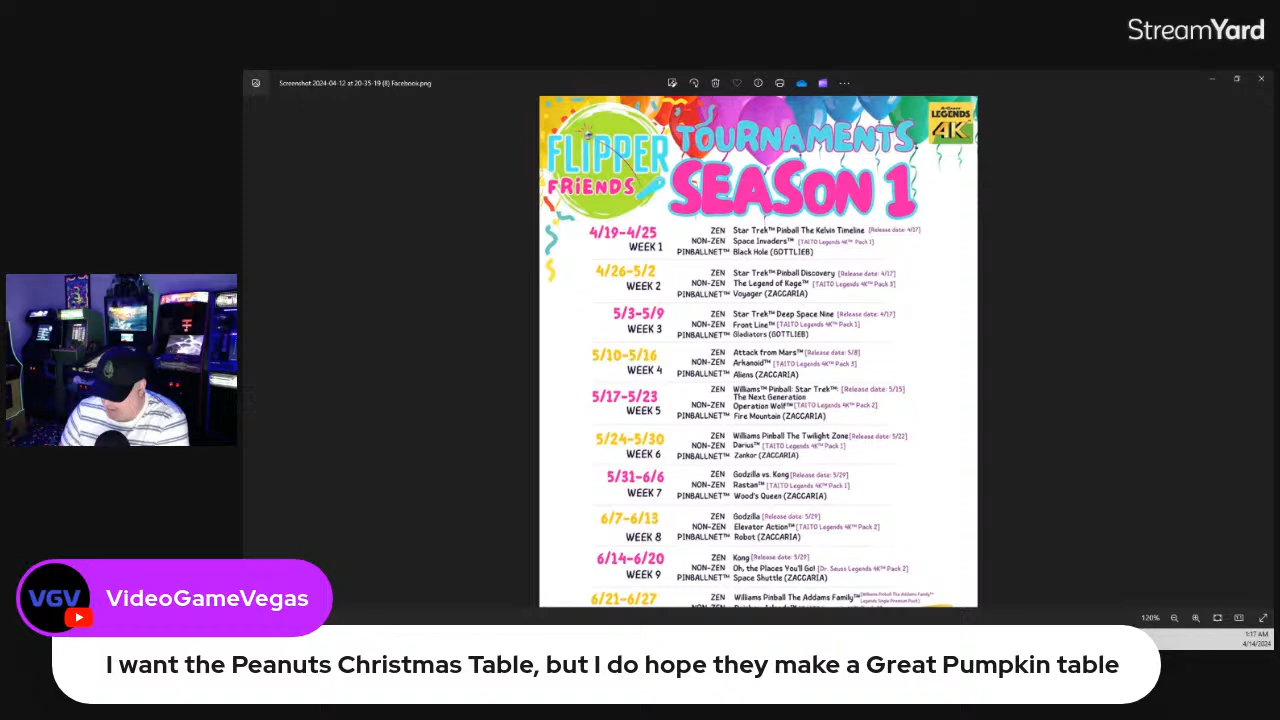 StreamYard
Screenshot 2024-04-12 at 20-35-19 (8) Facebook.png
FLIPPER
FRiENDS
TOURNAMENTS
SEASON 1
LEGENDS
4K
4/19-4/25
WEEK 1
ZEN Star Trek™ Pinball The Kelvin Timeline [Release date: 4/17]
NON-ZEN Space Invaders™ [TAITO Legends 4K™ Pack 1]
PINBALLNET™ Black Hole (GOTTLIEB)
4/26-5/2
WEEK 2
ZEN Star Trek™ Pinball Discovery [Release date: 4/17]
NON-ZEN The Legend of Kage™ [TAITO Legends 4K™ Pack 3]
PINBALLNET™ Voyager (ZACCARIA)
5/3-5/9
WEEK 3
ZEN Star Trek™ Deep Space Nine [Release date: 4/17]
NON-ZEN Front Line™ [TAITO Legends 4K™ Pack 1]
PINBALLNET™ Gladiators (GOTTLIEB)
5/10-5/16
WEEK 4
ZEN Attack from Mars™ [Release date: 5/8]
NON-ZEN Arkanoid™ [TAITO Legends 4K™ Pack 3]
PINBALLNET™ Aliens (ZACCARIA)
5/17-5/23
WEEK 5
ZEN Williams™ Pinball: Star Trek™: [Release date: 5/15]
The Next Generation
NON-ZEN Operation Wolf™ [TAITO Legends 4K™ Pack 2]
PINBALLNET™ Fire Mountain (ZACCARIA)
5/24-5/30
WEEK 6
ZEN Williams Pinball The Twilight Zone [Release date: 5/22]
NON-ZEN Darius™ [TAITO Legends 4K™ Pack 1]
PINBALLNET™ Zankor (ZACCARIA)
5/31-6/6
WEEK 7
ZEN Godzilla vs. Kong [Release date: 5/29]
NON-ZEN Rastan™ [TAITO Legends 4K™ Pack 1]
PINBALLNET™ Wood's Queen (ZACCARIA)
6/7-6/13
WEEK 8
ZEN Godzilla [Release date: 5/29]
NON-ZEN Elevator Action™ [TAITO Legends 4K™ Pack 2]
PINBALLNET™ Robot (ZACCARIA)
6/14-6/20
WEEK 9
ZEN Kong [Release date: 5/29]
NON-ZEN Oh, the Places You'll Go! [Dr. Seuss Legends 4K™ Pack 2]
PINBALLNET™ Space Shuttle (ZACCARIA)
6/21-6/27
ZEN Williams Pinball The Addams Family™ [Williams Pinball The Addams Family™
Legends Single Premium Pack]
120%
1:17 AM
4/14/2024
VGV VideoGameVegas
I want the Peanuts Christmas Table, but I do hope they make a Great Pumpkin table